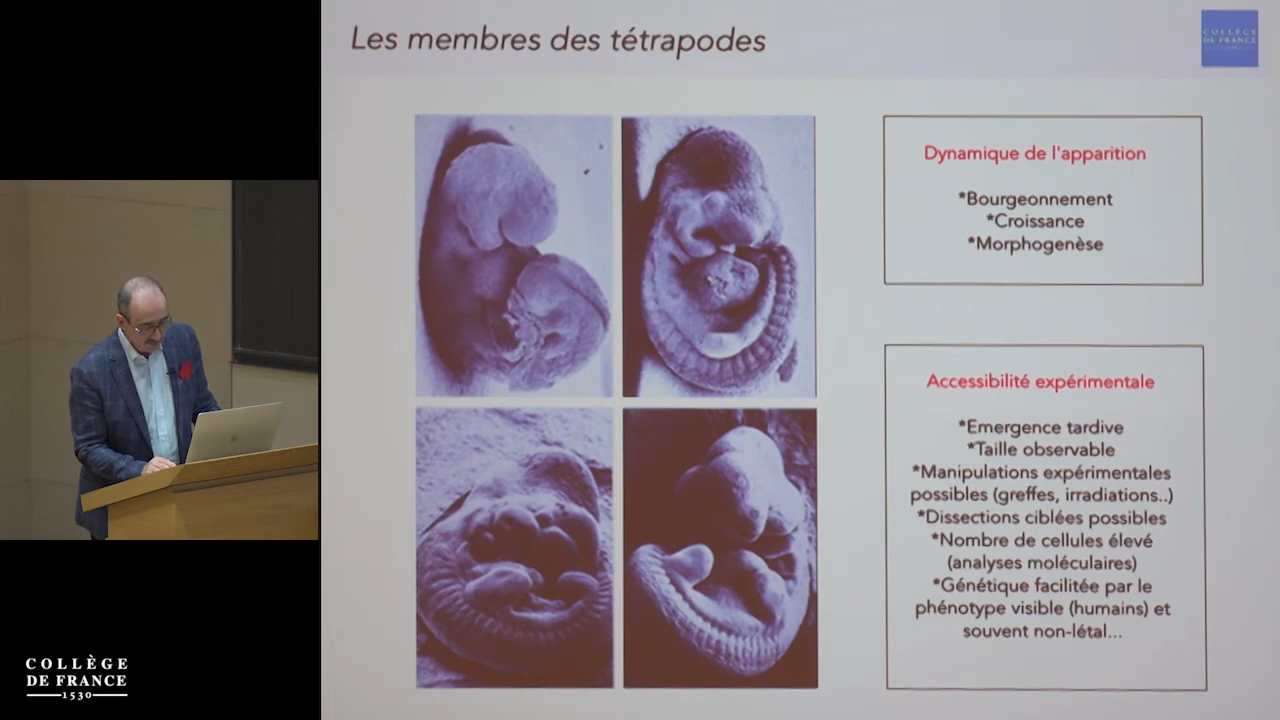 Les membres des tétrapodes
COLLÈGE
DE FRANCE
Dynamique de l'apparition
*Bourgeonnement
*Croissance
*Morphogenèse
Accessibilité expérimentale
*Emergence tardive
*Taille observable
*Manipulations expérimentales
possibles (greffes, irradiations..)
*Dissections ciblées possibles
*Nombre de cellules élevé
(analyses moléculaires)
*Génétique facilitée par le
phénotype visible (humains) et
souvent non-létal...
COLLÈGE
DE FRANCE
1530